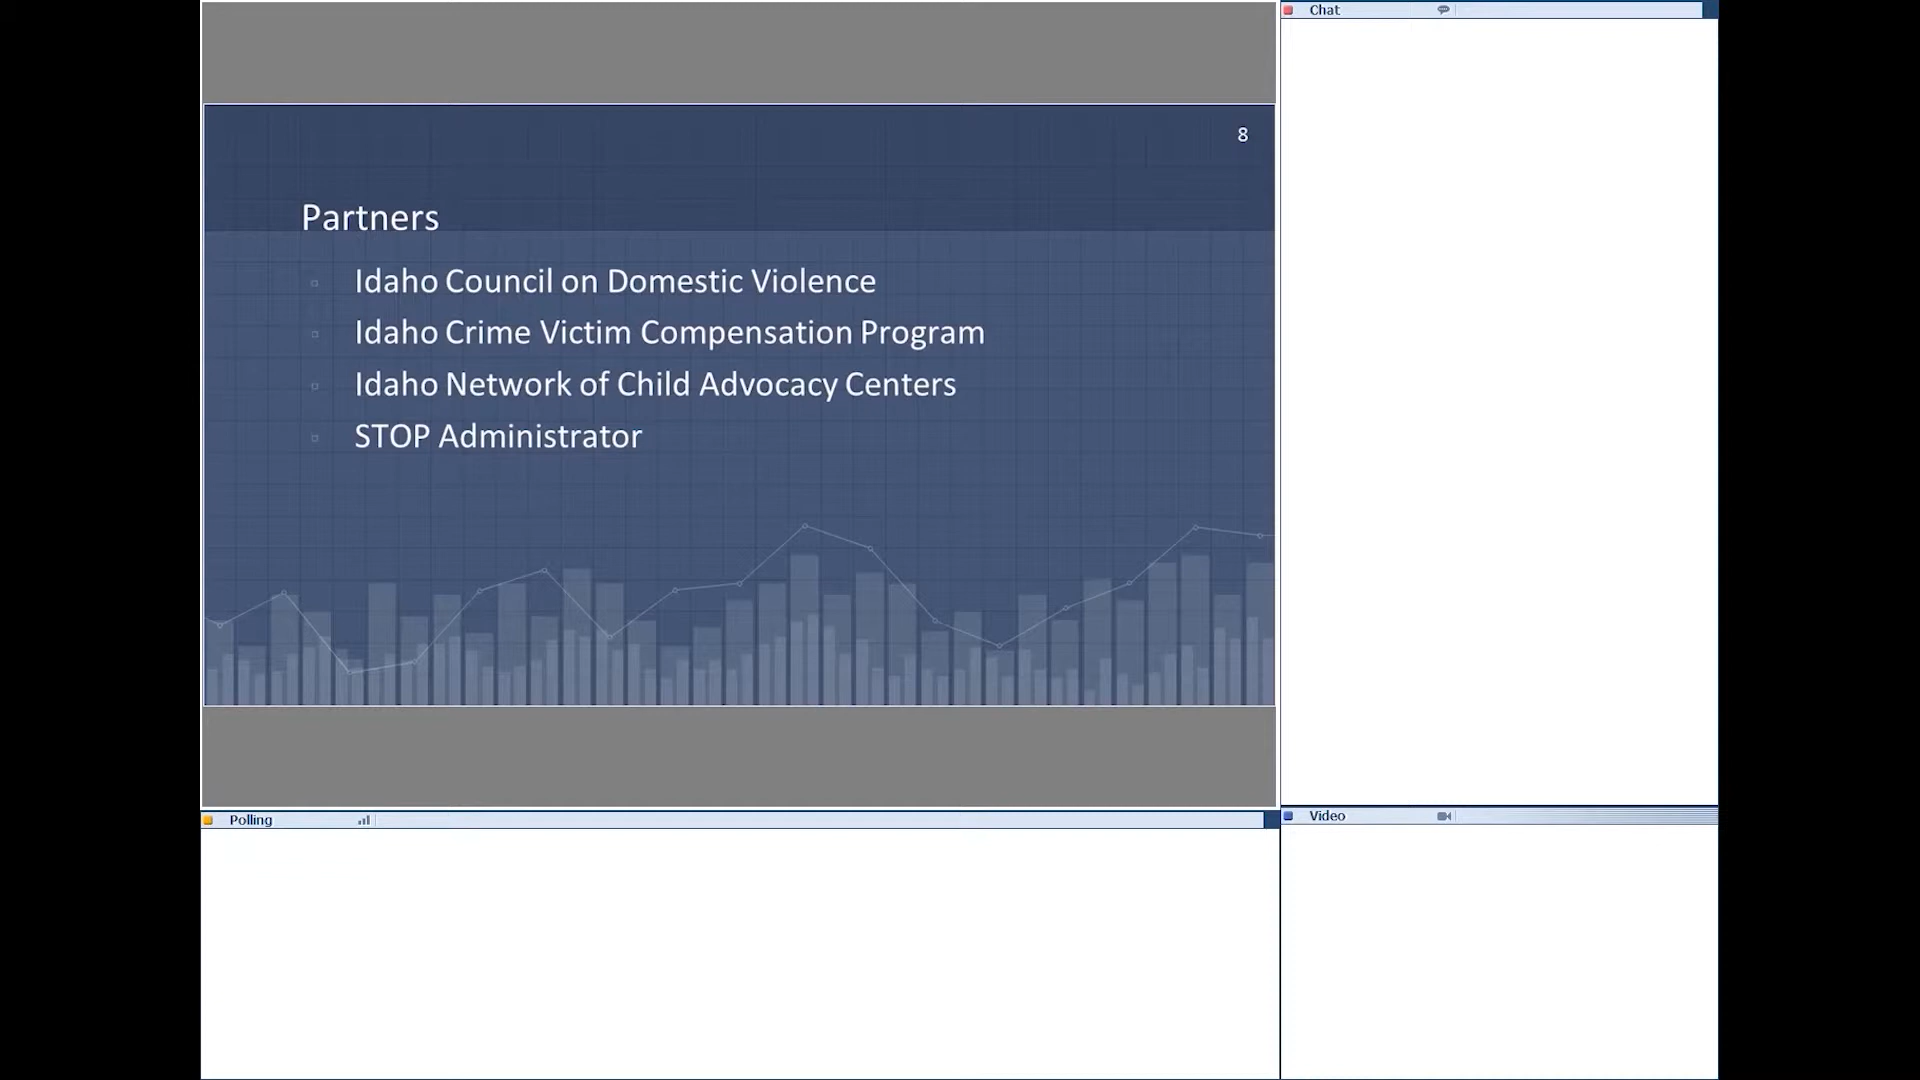 Chat
8
Partners
Idaho Council on Domestic Violence
Idaho Crime Victim Compensation Program
Idaho Network of Child Advocacy Centers
STOP Administrator
Polling
Video